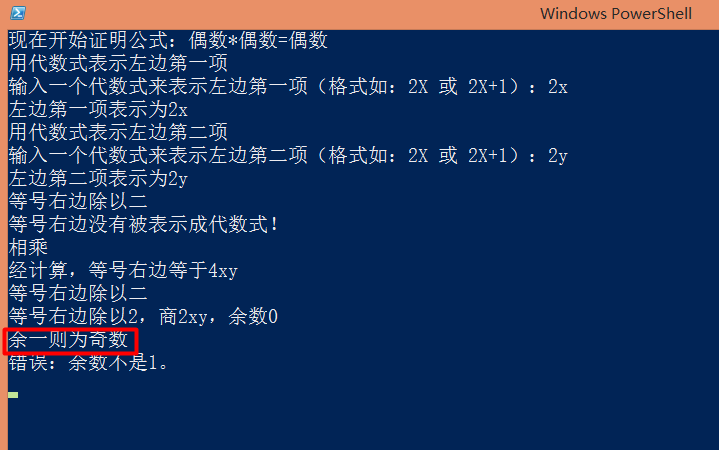 Windows PowerShell
现在开始证明公式：偶数*偶数=偶数
用代数式表示左边第一项
输入一个代数式来表示左边第一项（格式如：2X 或 2X+1）：2x
左边第一项表示为2x
用代数式表示左边第二项
输入一个代数式来表示左边第二项（格式如：2X 或 2X+1）：2y
左边第二项表示为2y
等号右边除以二
等号右边没有被表示成代数式！
相乘
经计算，等号右边等于4xy
等号右边除以二
等号右边除以2，商2xy，余数0
余一则为奇数
错误：余数不是1。